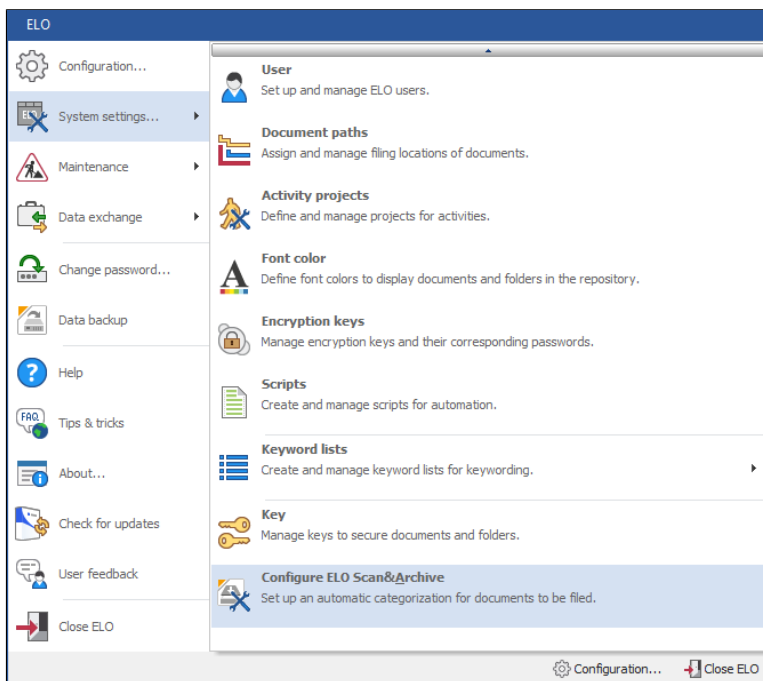 ELO
Configuration...
System settings...
Maintenance
Data exchange
Change password...
Data backup
Help
FAQ
Tips & tricks
About...
Check for updates
User feedback
Close ELO
User
Set up and manage ELO users.
Document paths
Assign and manage filing locations of documents.
Activity projects
Define and manage projects for activities.
Font color
Define font colors to display documents and folders in the repository.
Encryption keys
Manage encryption keys and their corresponding passwords.
Scripts
Create and manage scripts for automation.
Keyword lists
Create and manage keyword lists for keywording.
Key
Manage keys to secure documents and folders.
Configure ELO Scan&Archive
Set up an automatic categorization for documents to be filed.
Configuration... Close ELO